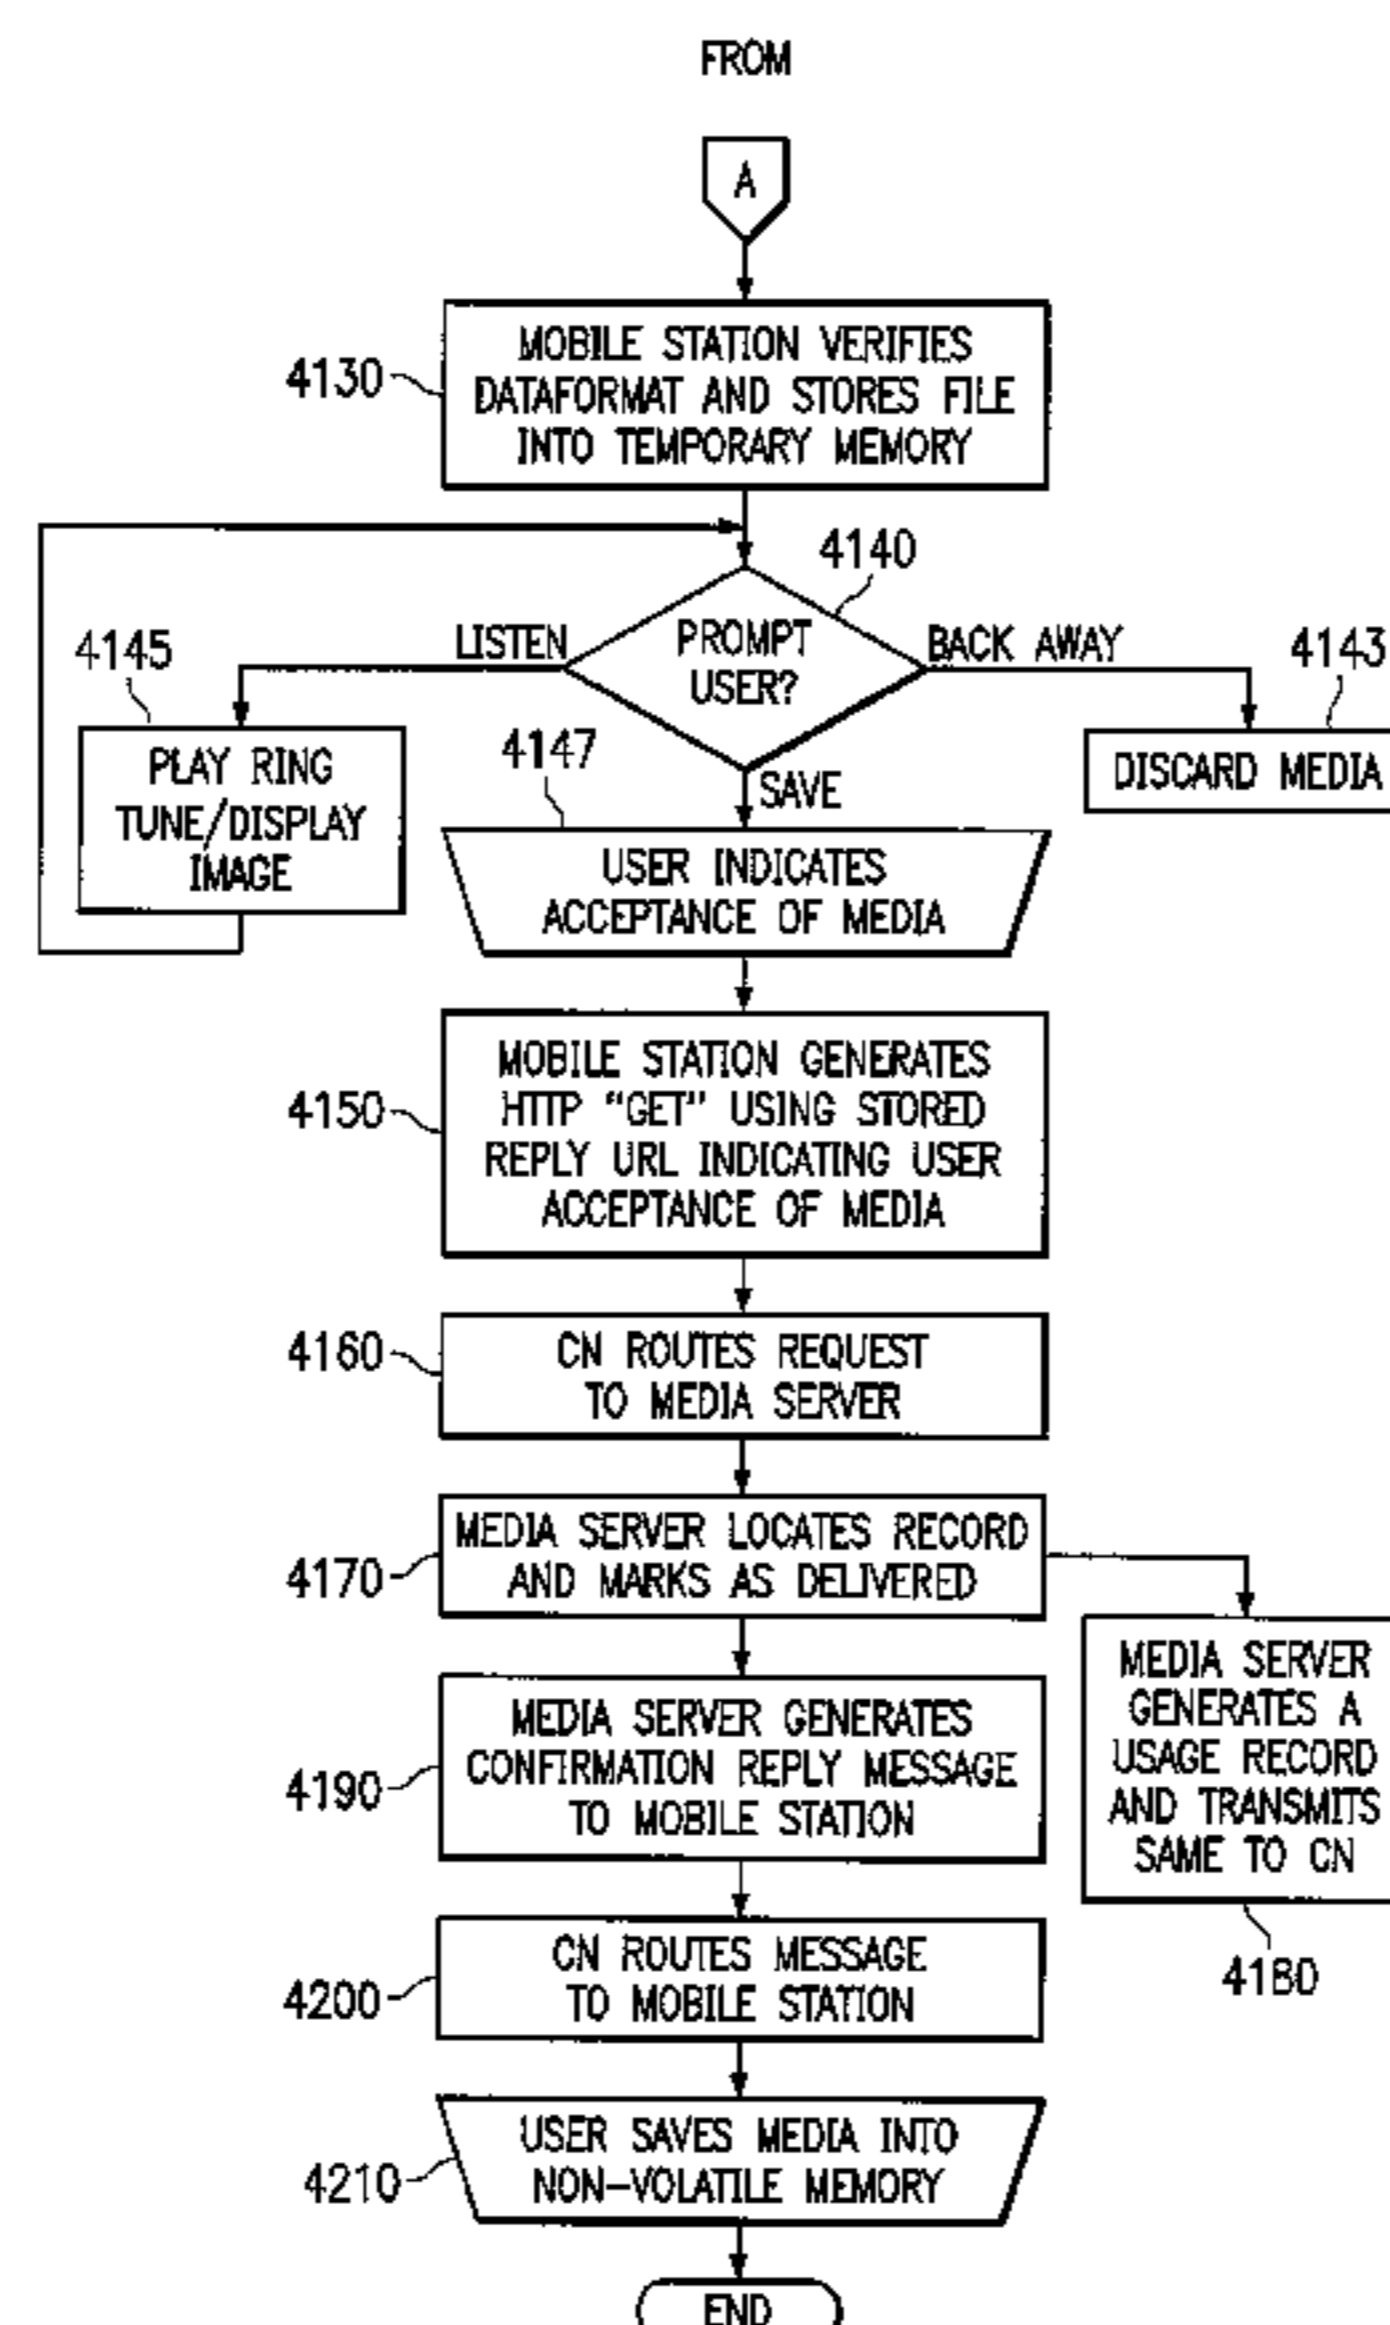 FROM
A
4130
MOBILE STATION VERIFIES
DATAFORMAT AND STORES FILE
INTO TEMPORARY MEMORY
4140
PROMPT
USER?
LISTEN
BACK AWAY
SAVE
4145
PLAY RING
TUNE/DISPLAY
IMAGE
4143
DISCARD MEDIA
4147
USER INDICATES
ACCEPTANCE OF MEDIA
4150
MOBILE STATION GENERATES
HTTP "GET" USING STORED
REPLY URL INDICATING USER
ACCEPTANCE OF MEDIA
4160
CN ROUTES REQUEST
TO MEDIA SERVER
4170
MEDIA SERVER LOCATES RECORD
AND MARKS AS DELIVERED
MEDIA SERVER
GENERATES A
USAGE RECORD
AND TRANSMITS
SAME TO CN
4180
4190
MEDIA SERVER GENERATES
CONFIRMATION REPLY MESSAGE
TO MOBILE STATION
4200
CN ROUTES MESSAGE
TO MOBILE STATION
4210
USER SAVES MEDIA INTO
NON-VOLATILE MEMORY
END